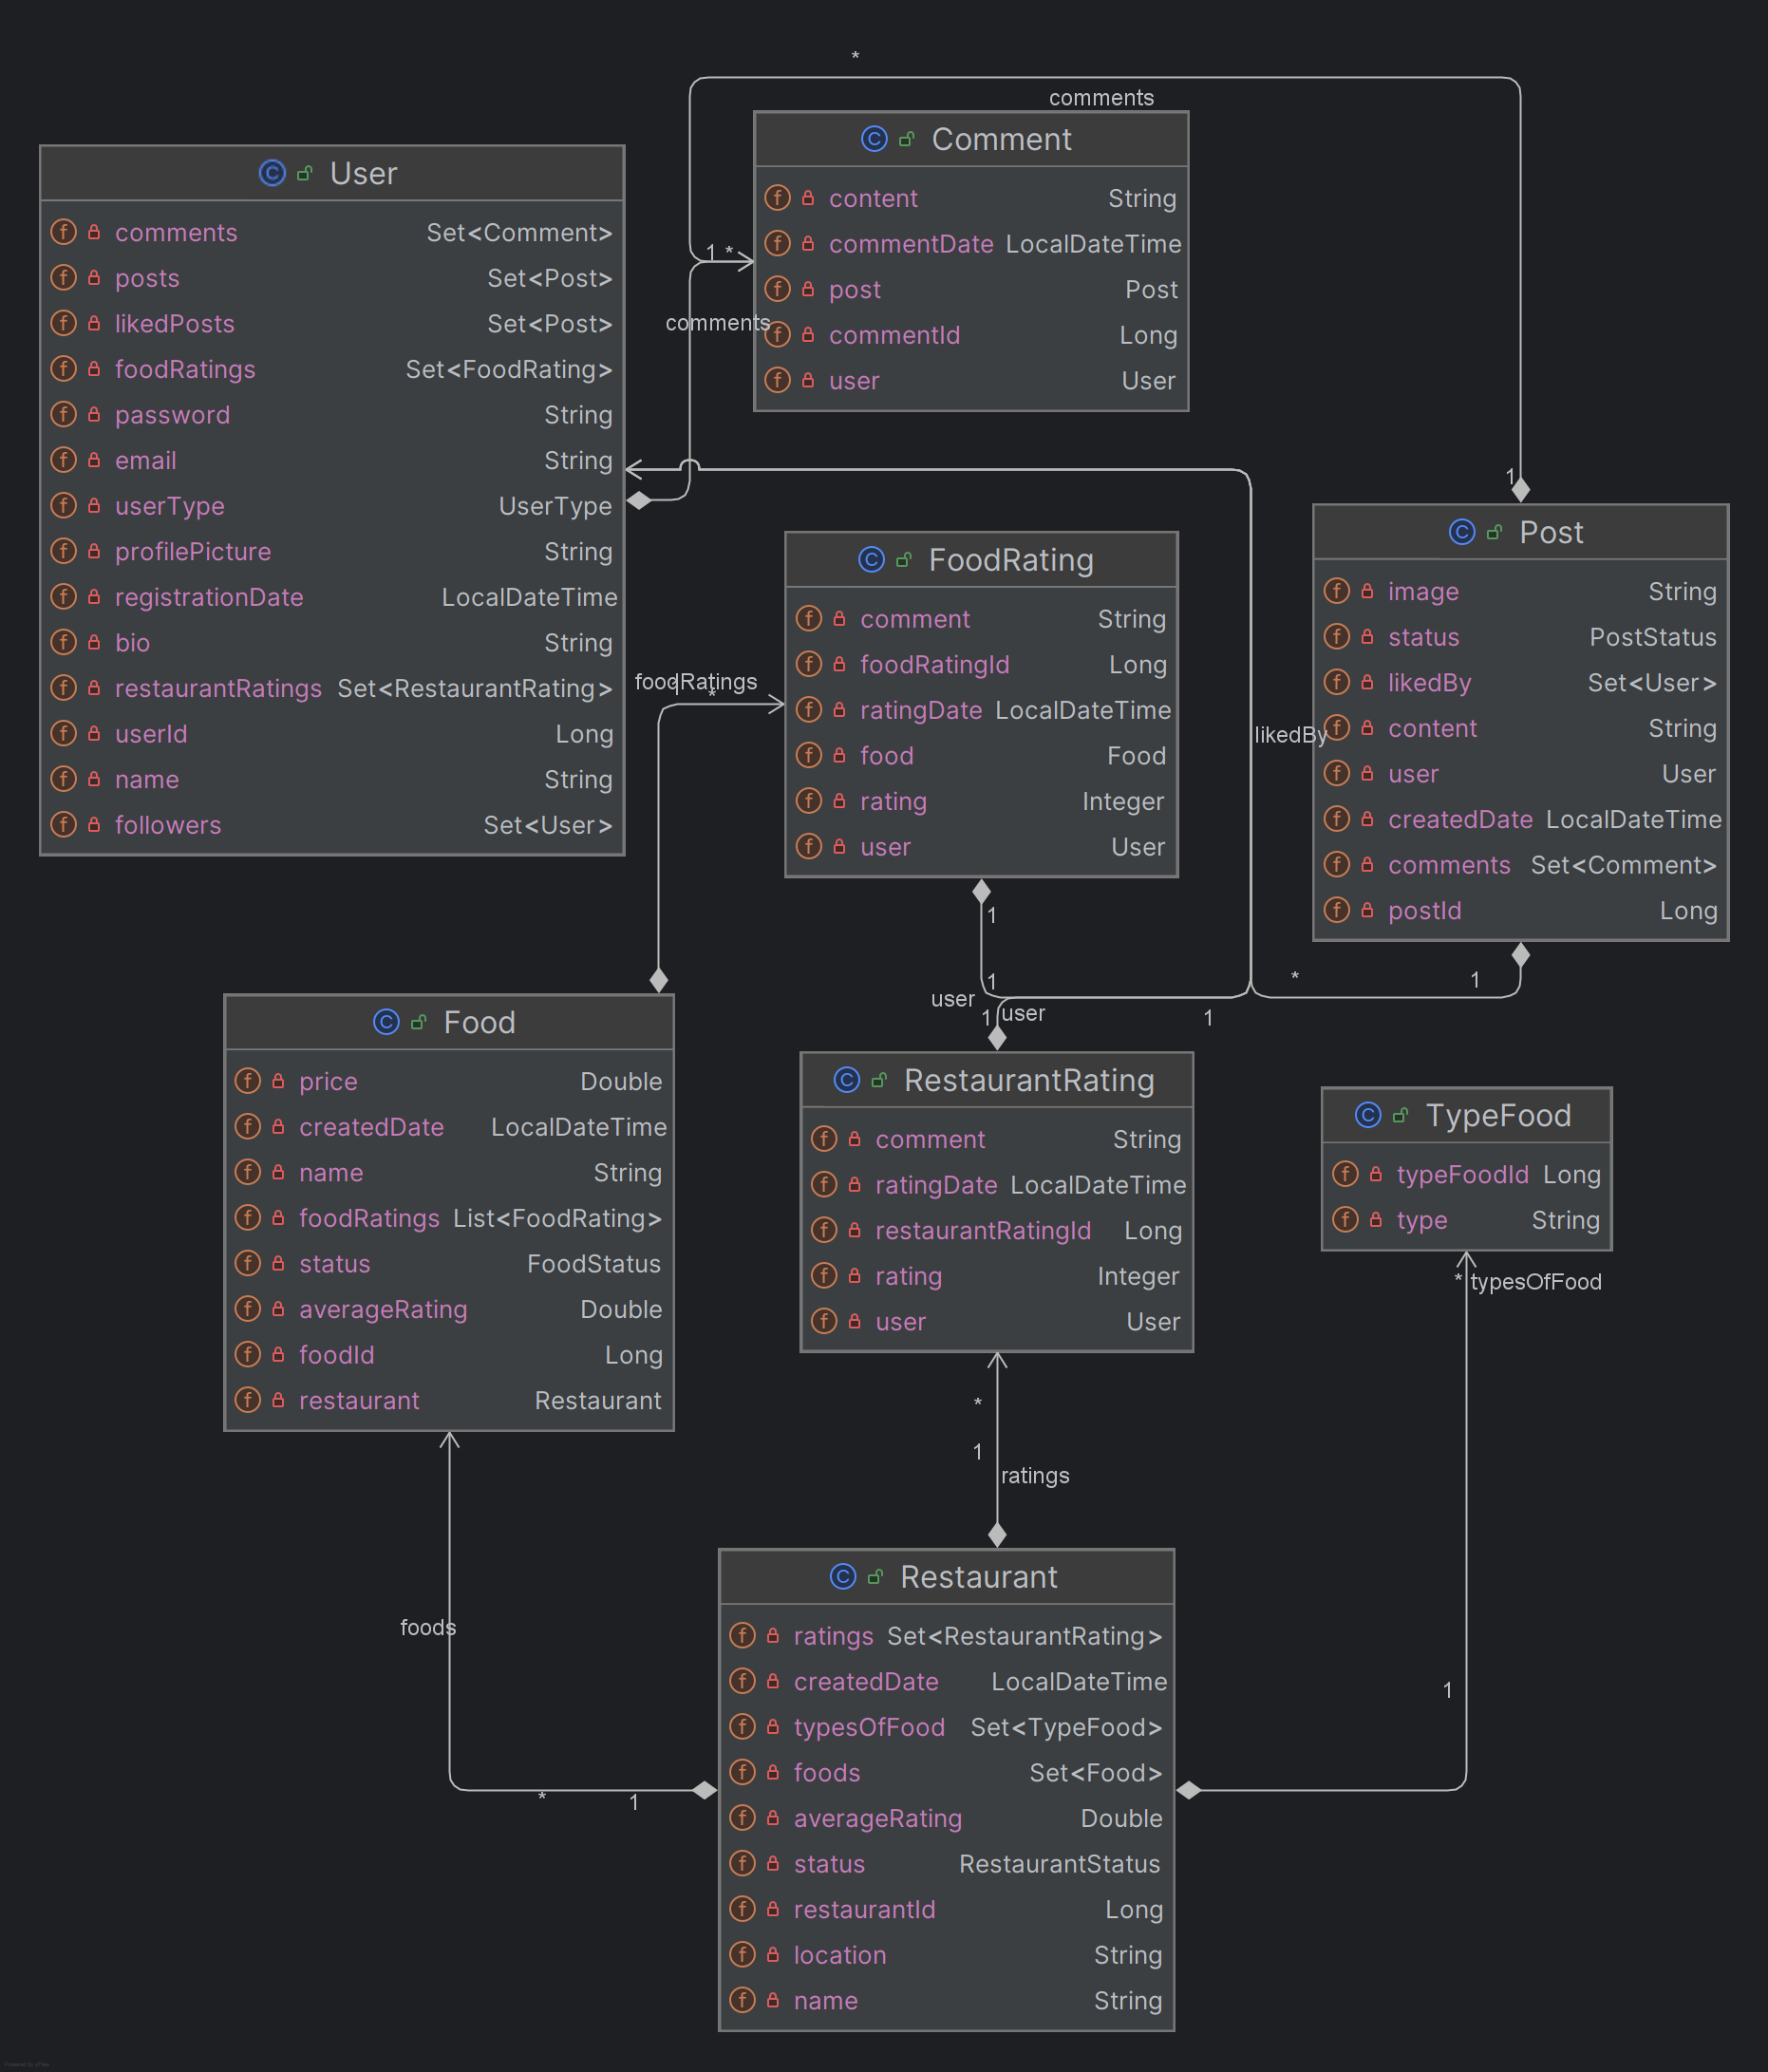 *
comments
Comment
content String
commentDate LocalDateTime
post Post
commentId Long
user User
User
comments Set<Comment>
posts Set<Post>
likedPosts Set<Post>
foodRatings Set<FoodRating>
password String
email String
userType UserType
profilePicture String
registrationDate LocalDateTime
bio String
restaurantRatings Set<RestaurantRating>
userId Long
name String
followers Set<User>
1 *
comments
1
Post
image String
status PostStatus
likedBy Set<User>
content String
user User
createdDate LocalDateTime
comments Set<Comment>
postId Long
FoodRating
comment String
foodRatingId Long
ratingDate LocalDateTime
food Food
rating Integer
user User
foodRatings
1 *
likedBy
1
1
* 1
user
1 user
1
Food
price Double
createdDate LocalDateTime
name String
foodRatings List<FoodRating>
status FoodStatus
averageRating Double
foodId Long
restaurant Restaurant
RestaurantRating
comment String
ratingDate LocalDateTime
restaurantRatingId Long
rating Integer
user User
TypeFood
typeFoodId Long
type String
* typesOfFood
*
1
ratings
Restaurant
ratings Set<RestaurantRating>
createdDate LocalDateTime
typesOfFood Set<TypeFood>
foods Set<Food>
averageRating Double
status RestaurantStatus
restaurantId Long
location String
name String
foods
1
* 1
Powered by yFiles